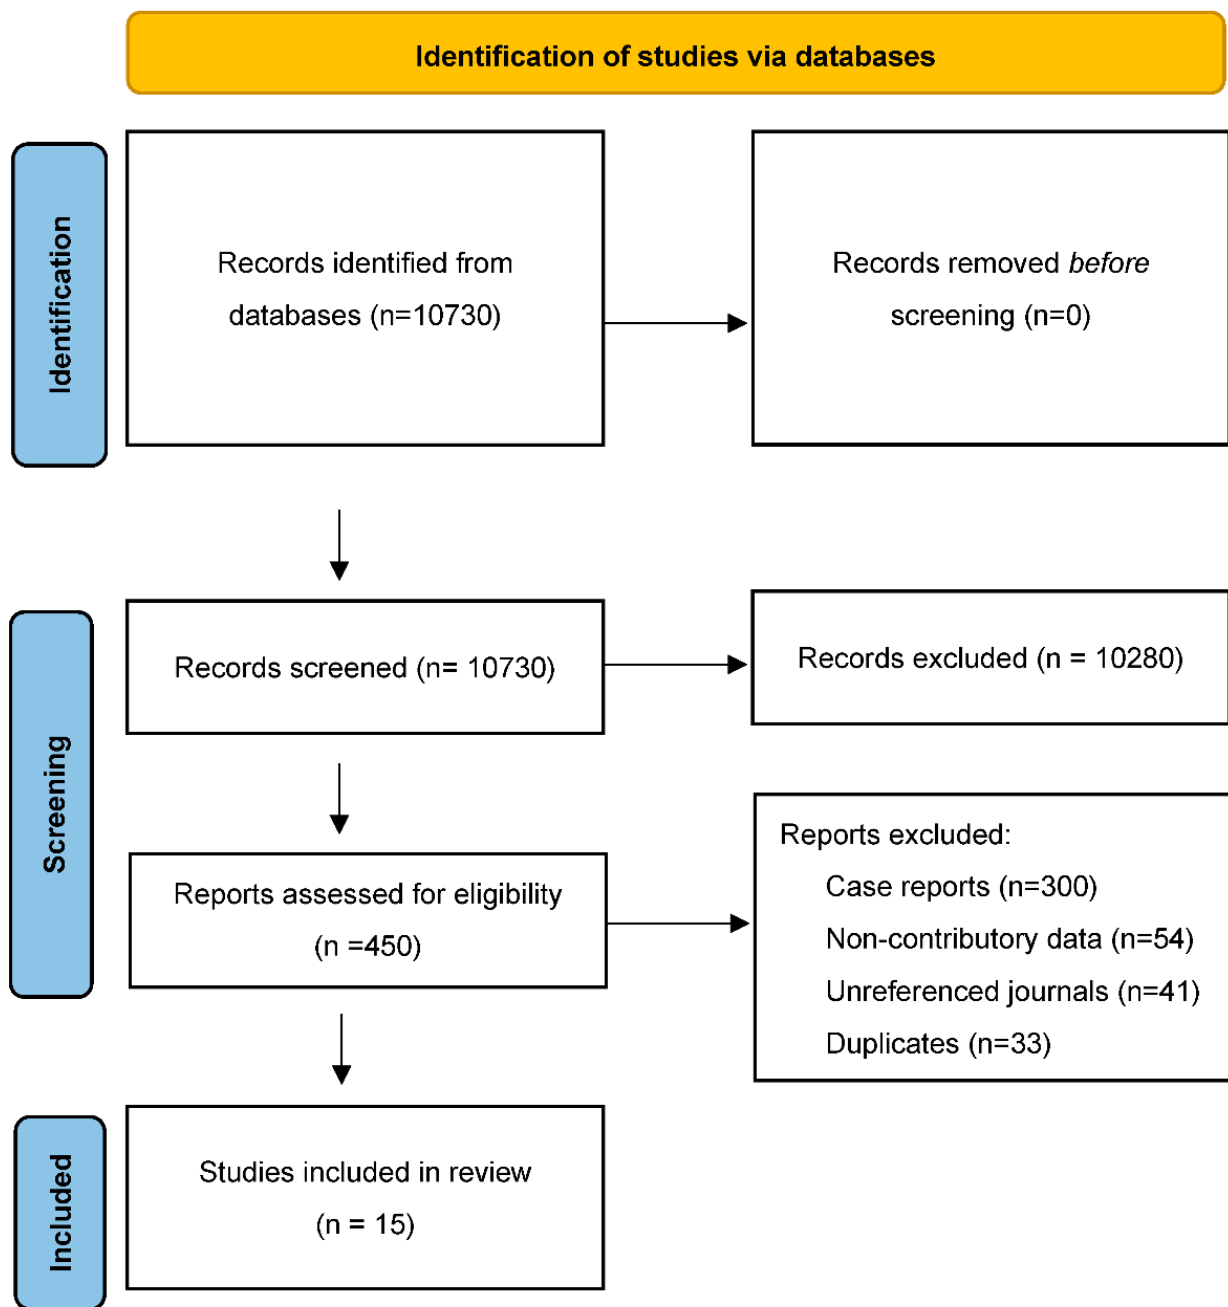 Identification of studies via databases
Identification
Records identified from
databases (n=10730)
Records removed before
screening (n=0)
Screening
Records screened (n= 10730)
Records excluded (n = 10280)
Reports assessed for eligibility
(n =450)
Reports excluded:
Case reports (n=300)
Non-contributory data (n=54)
Unreferenced journals (n=41)
Duplicates (n=33)
Included
Studies included in review
(n = 15)